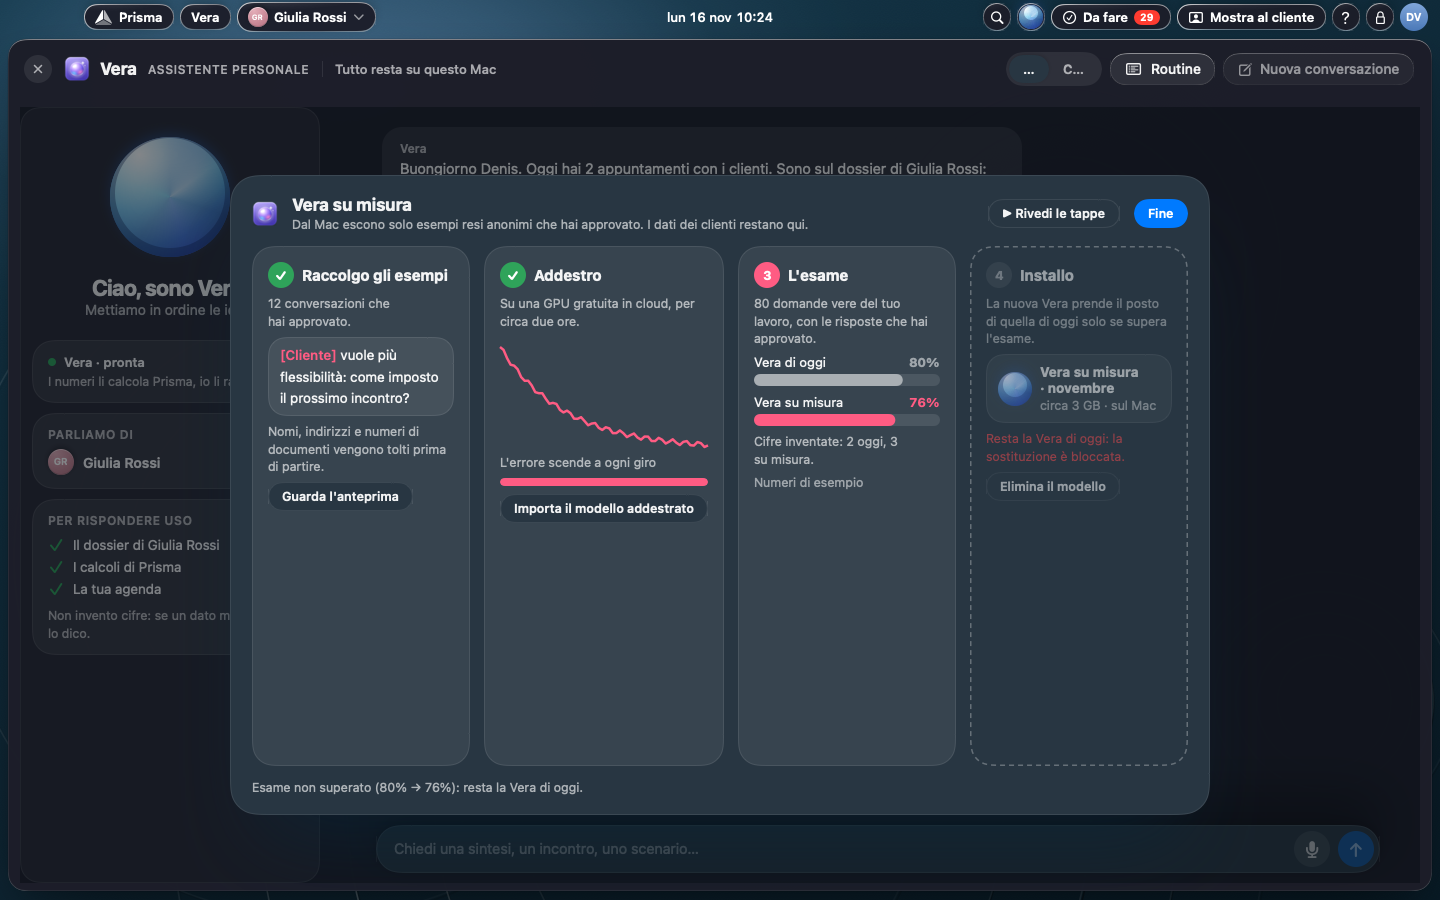 Prisma
Vera
GR Giulia Rossi
lun 16 nov 10:24
Da fare 29
Mostra al cliente
?
DV
Vera ASSISTENTE PERSONALE Tutto resta su questo Mac
...
C...
Routine
Nuova conversazione
Vera
Buongiorno Denis. Oggi hai 2 appuntamenti con i clienti. Sono sul dossier di Giulia Rossi:
Ciao, sono Ver
Mettiamo in ordine le i
Vera · pronta
I numeri li calcola Prisma, io li r
PARLIAMO DI
GR Giulia Rossi
PER RISPONDERE USO
Il dossier di Giulia Rossi
I calcoli di Prisma
La tua agenda
Non invento cifre: se un dato m
lo dico.
Vera su misura
Dal Mac escono solo esempi resi anonimi che hai approvato. I dati dei clienti restano qui.
Rivedi le tappe
Fine
Raccolgo gli esempi
12 conversazioni che
hai approvato.
[Cliente] vuole più
flessibilità: come imposto
il prossimo incontro?
Nomi, indirizzi e numeri di
documenti vengono tolti prima
di partire.
Guarda l'anteprima
Addestro
Su una GPU gratuita in cloud, per
circa due ore.
L'errore scende a ogni giro
Importa il modello addestrato
3 L'esame
80 domande vere del tuo
lavoro, con le risposte che hai
approvato.
Vera di oggi 80%
Vera su misura 76%
Cifre inventate: 2 oggi, 3
su misura.
Numeri di esempio
4 Installo
La nuova Vera prende il posto
di quella di oggi solo se supera
l'esame.
Vera su misura
· novembre
circa 3 GB · sul Mac
Resta la Vera di oggi: la
sostituzione è bloccata.
Elimina il modello
Esame non superato (80% → 76%): resta la Vera di oggi.
Chiedi una sintesi, un incontro, uno scenario...